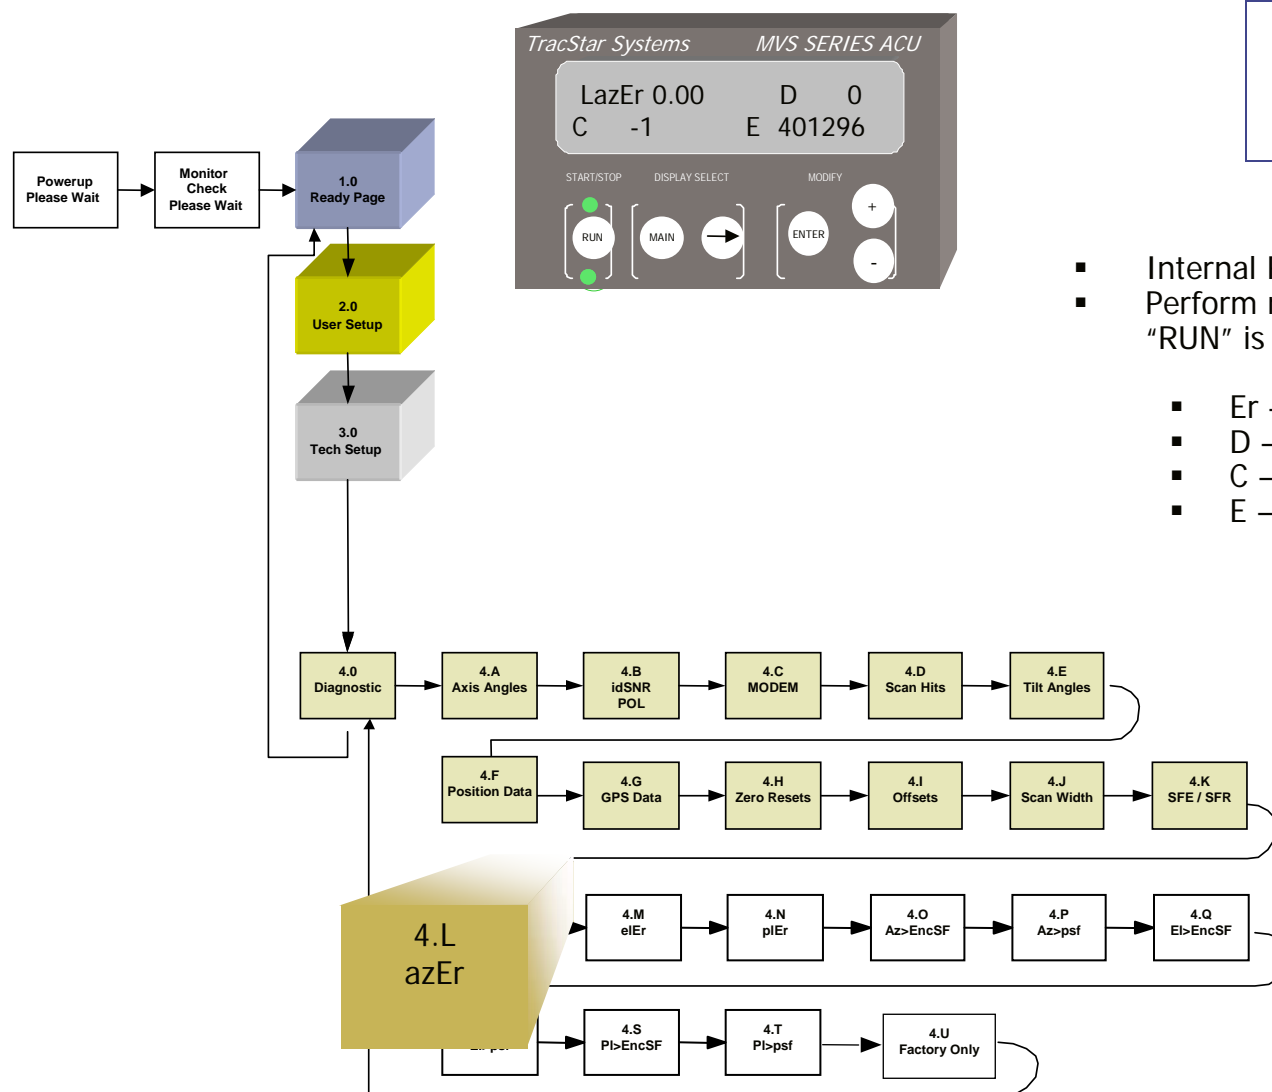 TracStar Systems MVS SERIES ACU
LazEr 0.00 D 0
C -1 E 401296
START/STOP DISPLAY SELECT MODIFY
RUN MAIN ENTER + -
Powerup
Please Wait
Monitor
Check
Please Wait
1.0
Ready Page
2.0
User Setup
3.0
Tech Setup
▪ Internal
▪ Perform
“RUN” is
▪ Er -
▪ D –
▪ C –
▪ E –
4.0
Diagnostic
4.A
Axis Angles
4.B
idSNR
POL
4.C
MODEM
4.D
Scan Hits
4.E
Tilt Angles
4.F
Position Data
4.G
GPS Data
4.H
Zero Resets
4.I
Offsets
4.J
Scan Width
4.K
SFE / SFR
4.L
azEr
4.M
elEr
4.N
plEr
4.O
Az>EncSF
4.P
Az>psf
4.Q
El>EncSF
4.S
Pl>EncSF
4.T
Pl>psf
4.U
Factory Only